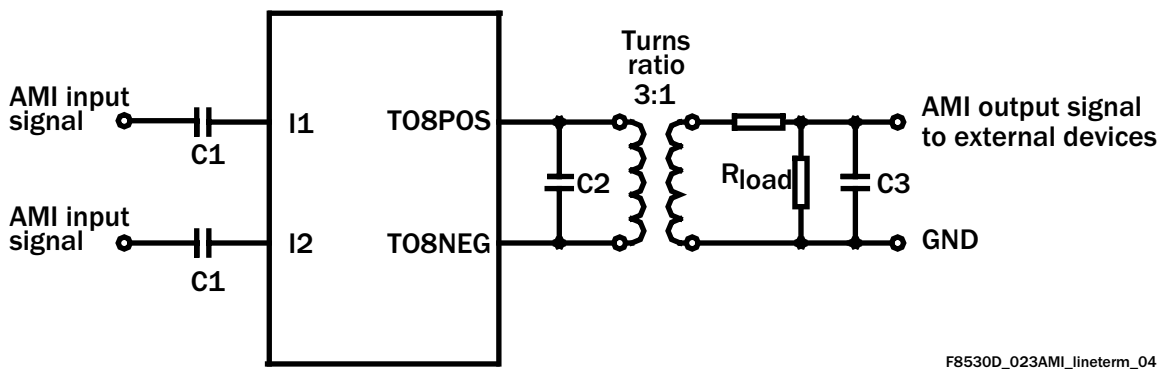 Turns
ratio
3:1
AMI input
signal
C1
I1
TO8POS
C2
Rload
C3
AMI output signal
to external devices
AMI input
signal
C1
I2
TO8NEG
GND
F8530D_023AMI_lineterm_04